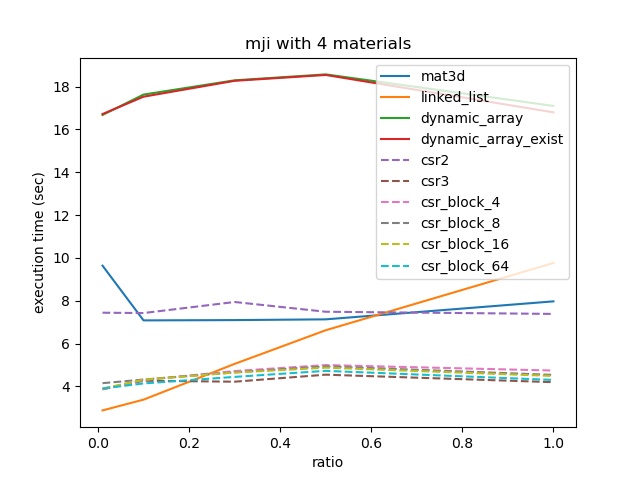 mji with 4 materials
execution time (sec)
18
16
14
12
10
8
6
4
mat3d
linked_list
dynamic_array
dynamic_array_exist
csr2
csr3
csr_block_4
csr_block_8
csr_block_16
csr_block_64
0.0 0.2 0.4 0.6 0.8 1.0
ratio